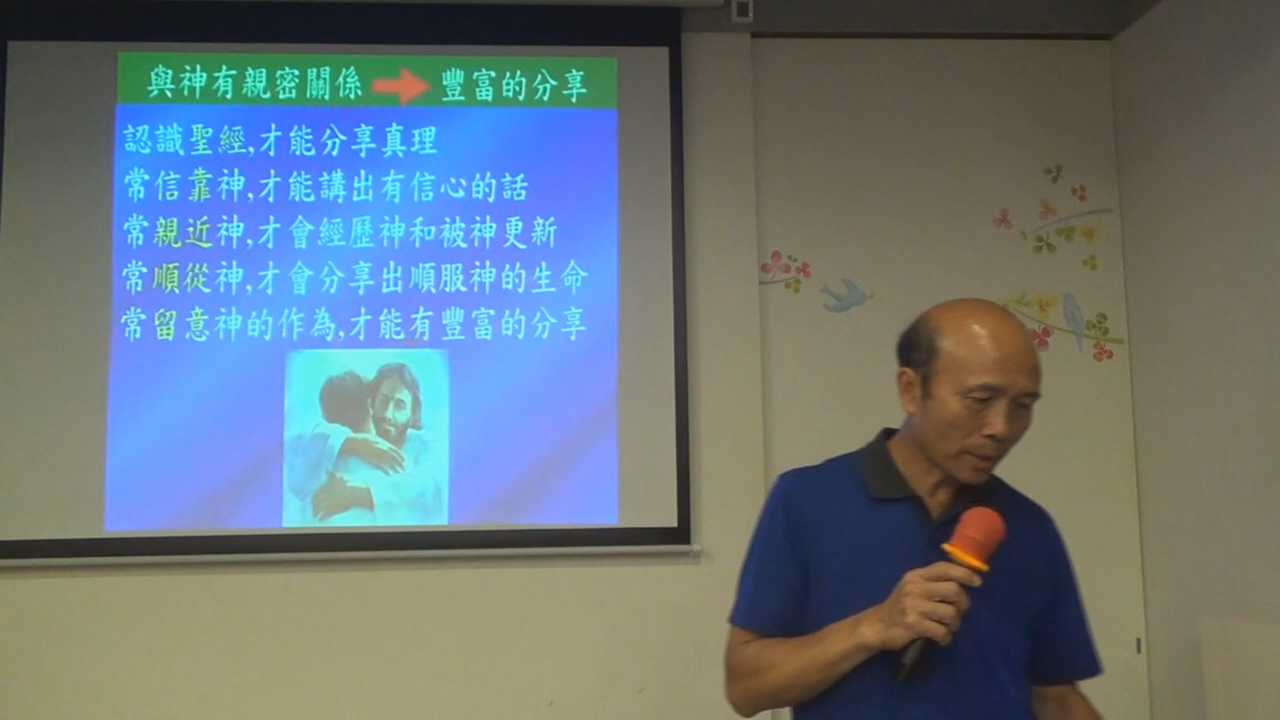 與神有親密關係 豐富的分享
認識聖經,才能分享真理
常信靠神,才能講出有信心的話
常親近神,才會經歷神和被神更新
常順從神,才會分享出順服神的生命
常留意神的作為,才能有豐富的分享